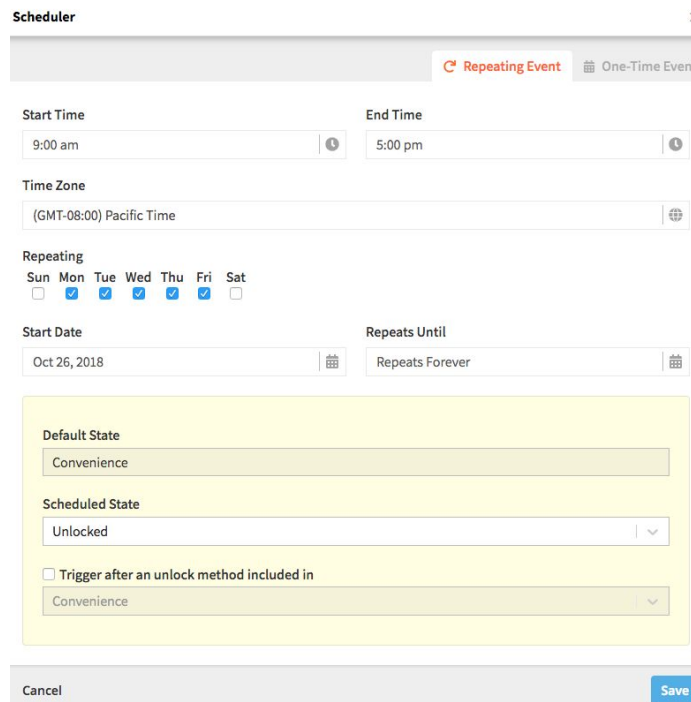 Scheduler
Repeating Event One-Time Even
Start Time End Time
9:00 am 5:00 pm
Time Zone
(GMT-08:00) Pacific Time
Repeating
Sun Mon Tue Wed Thu Fri Sat
Start Date Repeats Until
Oct 26, 2018 Repeats Forever
Default State
Convenience
Scheduled State
Unlocked
Trigger after an unlock method included in
Convenience
Cancel Save